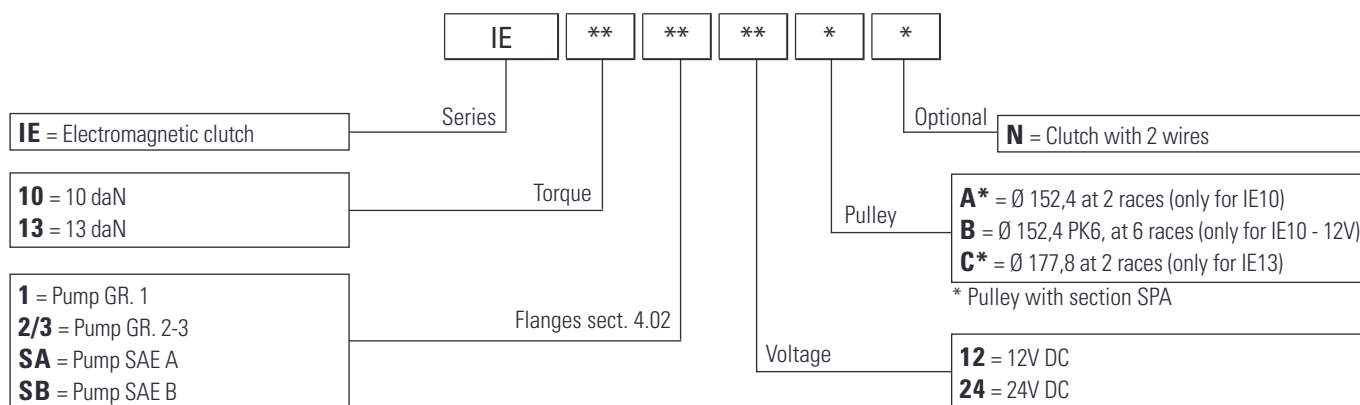 IE ** ** ** * *
Series
Optional
IE = Electromagnetic clutch
N = Clutch with 2 wires
10 = 10 daN
13 = 13 daN
Torque
Pulley
A* = Ø 152,4 at 2 races (only for IE10)
B = Ø 152,4 PK6, at 6 races (only for IE10 - 12V)
C* = Ø 177,8 at 2 races (only for IE13)
* Pulley with section SPA
1 = Pump GR. 1
2/3 = Pump GR. 2-3
SA = Pump SAE A
SB = Pump SAE B
Flanges sect. 4.02
Voltage
12 = 12V DC
24 = 24V DC